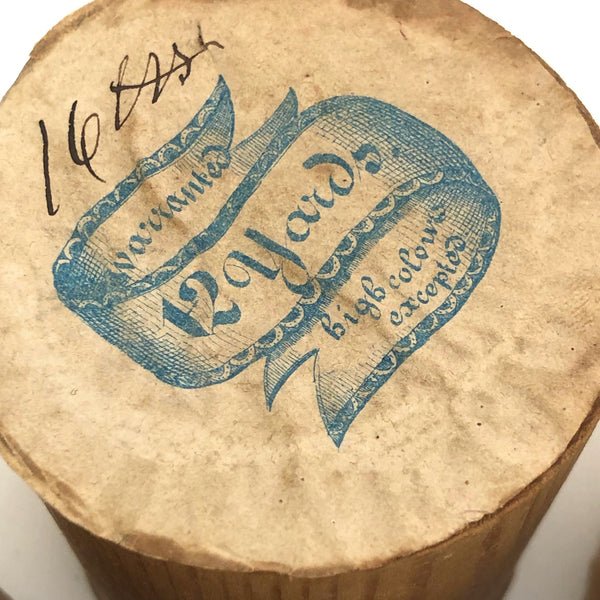 16
Warranted
12 Yards.
high colours
excepted